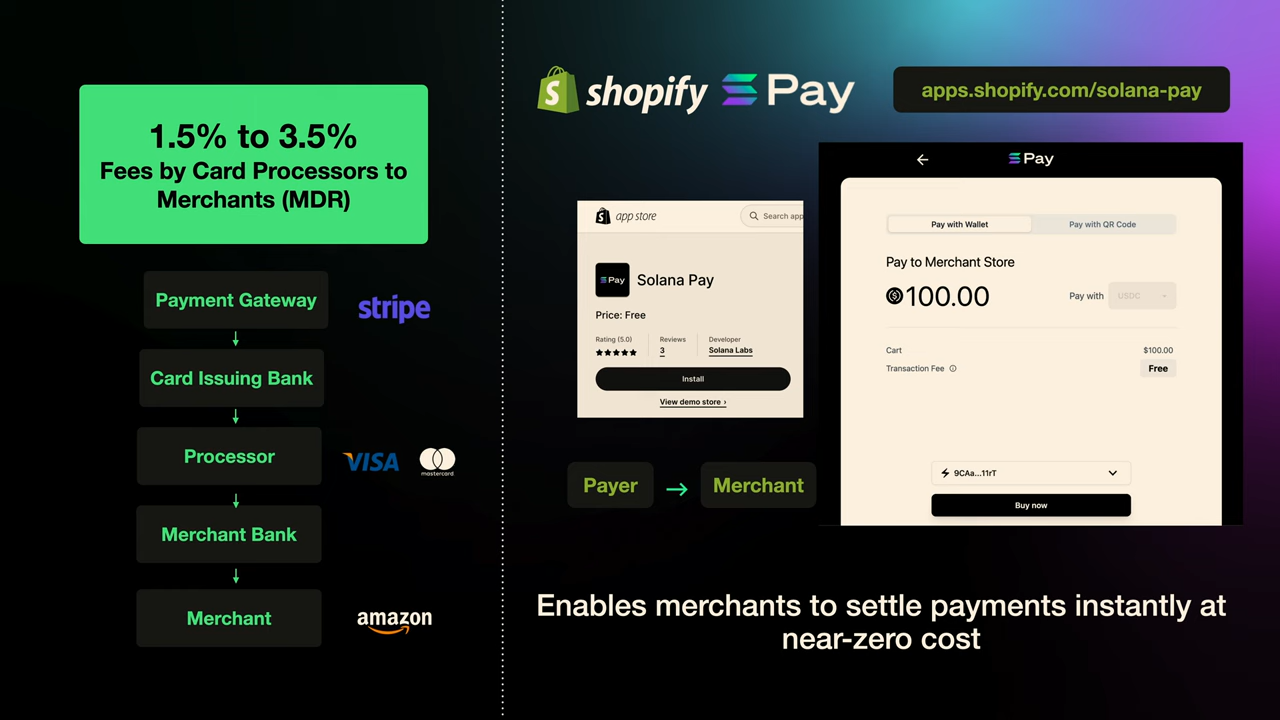 1.5% to 3.5%
Fees by Card Processors to
Merchants (MDR)
Payment Gateway
stripe
Card Issuing Bank
Processor
VISA
mastercard
Merchant Bank
Merchant
amazon
shopify Pay
apps.shopify.com/solana-pay
app store
Search app
Pay
Solana Pay
Price: Free
Rating (5.0)
Reviews
Developer
3
Solana Labs
Install
View demo store ›
Payer
Merchant
Pay
Pay with Wallet
Pay with QR Code
Pay to Merchant Store
100.00
Pay with
USDC
Cart
$100.00
Transaction Fee
Free
9CAa...11rT
Buy now
Enables merchants to settle payments instantly at
near-zero cost